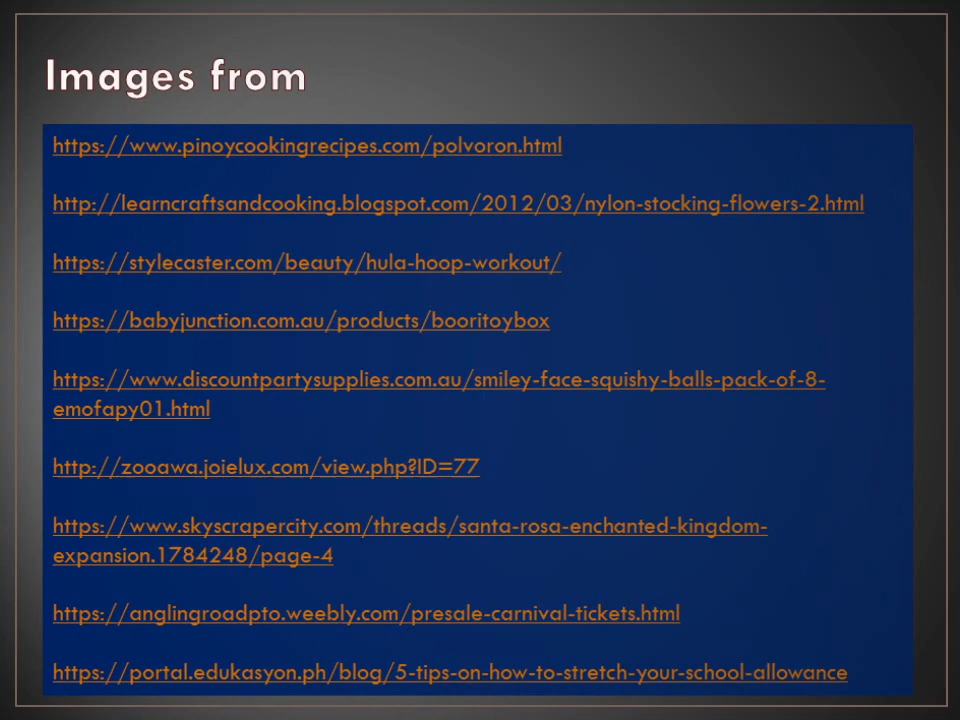 Images from
https://www.pinoycookingrecipes.com/polvoron.html
http://learncraftsandcooking.blogspot.com/2012/03/nylon-stocking-flowers-2.html
https://stylecaster.com/beauty/hula-hoop-workout/
https://babyjunction.com.au/products/booritoybox
https://www.discountpartysupplies.com.au/smiley-face-squishy-balls-pack-of-8-
emofapy01.html
http://zooawa.joielux.com/view.php?ID=77
https://www.skyscrapercity.com/threads/santa-rosa-enchanted-kingdom-
expansion.1784248/page-4
https://anglingroadpto.weebly.com/presale-carnival-tickets.html
https://portal.edukasyon.ph/blog/5-tips-on-how-to-stretch-your-school-allowance